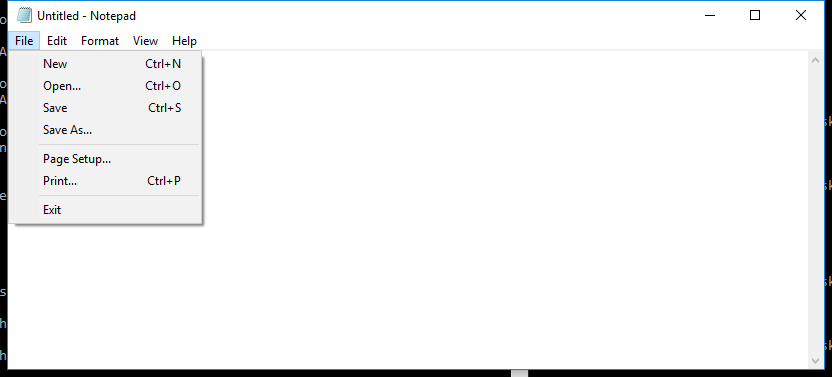 Untitled - Notepad
File Edit Format View Help
New Ctrl+N
Open... Ctrl+O
Save Ctrl+S
Save As...
Page Setup...
Print... Ctrl+P
Exit